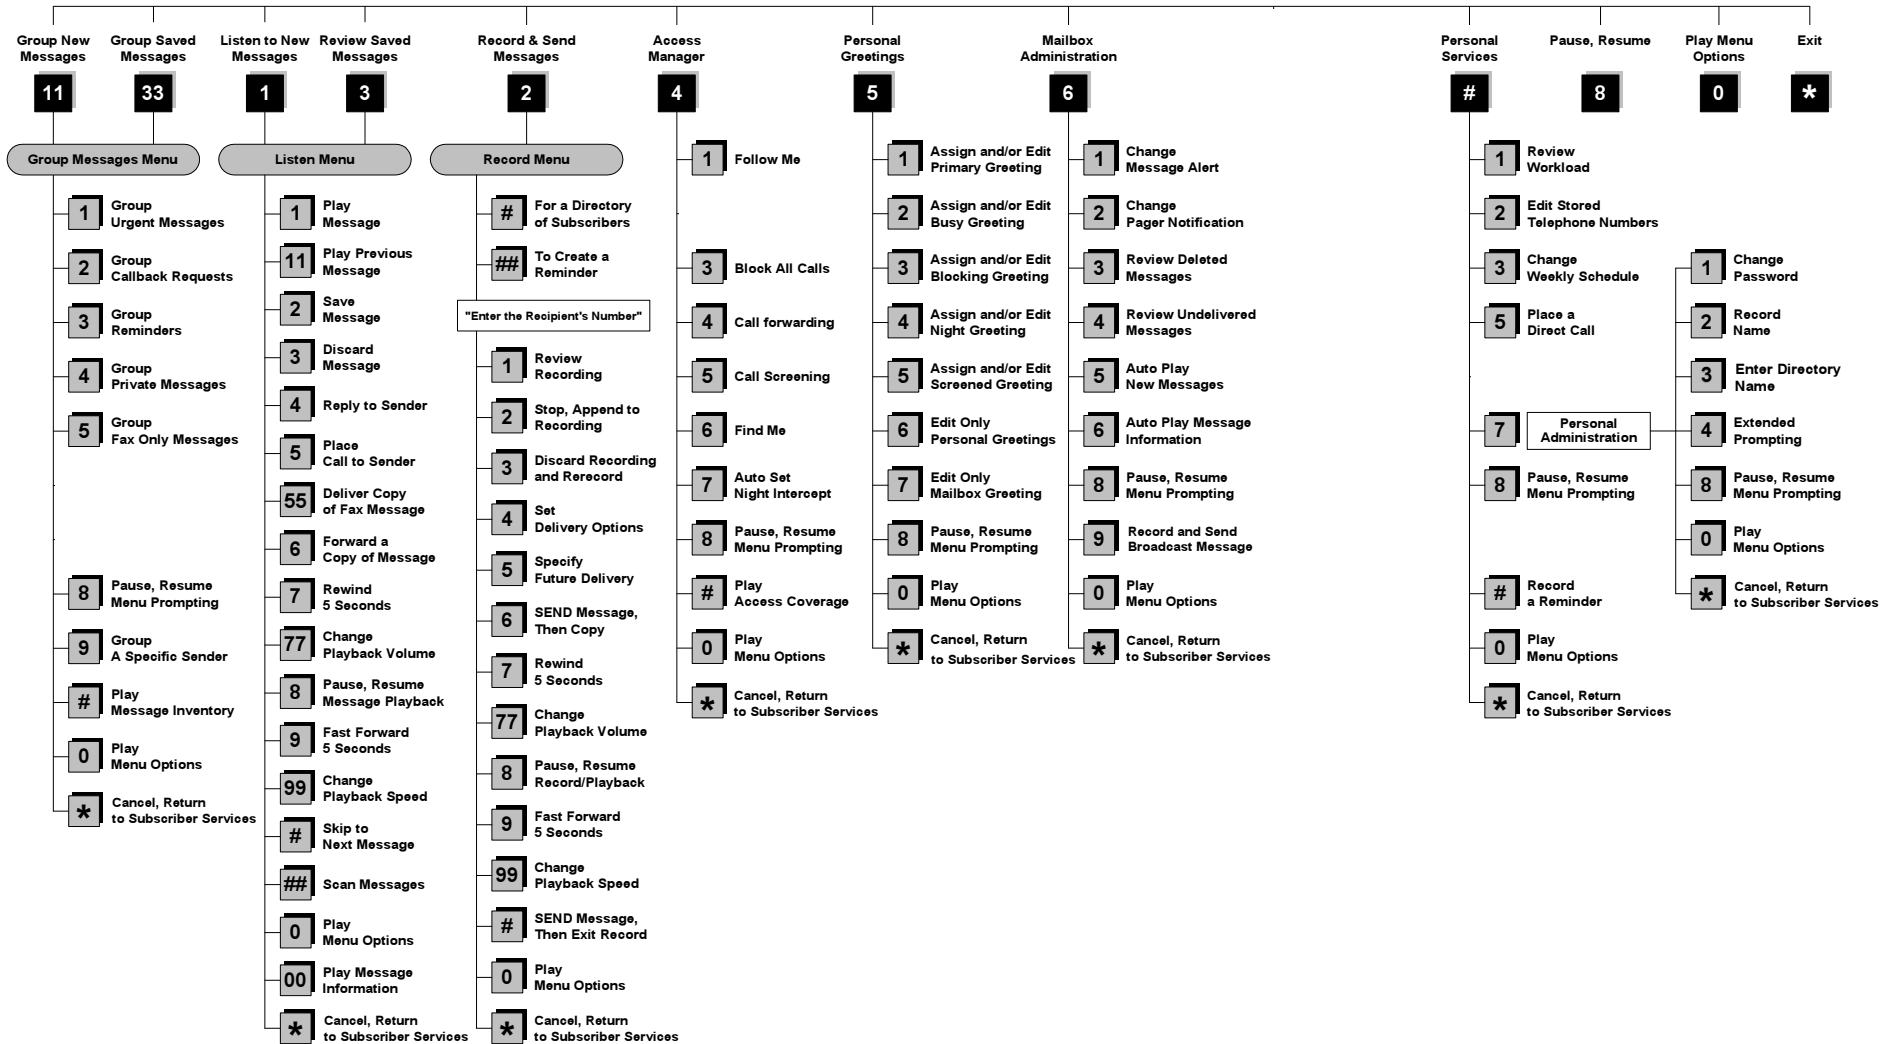 Group New
Messages
11
Group Saved
Messages
33
Listen to New
Messages
1
Review Saved
Messages
3
Record & Send
Messages
2
Access
Manager
4
Personal
Greetings
5
Mailbox
Administration
6
Personal
Services
#
Pause, Resume
8
Play Menu
Options
0
Exit
*
Group Messages Menu
1
Group
Urgent Messages
2
Group
Callback Requests
3
Group
Reminders
4
Group
Private Messages
5
Group
Fax Only Messages
8
Pause, Resume
Menu Prompting
9
Group
A Specific Sender
#
Play
Message Inventory
0
Play
Menu Options
*
Cancel, Return
to Subscriber Services
Listen Menu
1
Play
Message
11
Play Previous
Message
2
Save
Message
3
Discard
Message
4
Reply to Sender
5
Place
Call to Sender
55
Deliver Copy
of Fax Message
6
Forward a
Copy of Message
7
Rewind
5 Seconds
77
Change
Playback Volume
8
Pause, Resume
Message Playback
9
Fast Forward
5 Seconds
99
Change
Playback Speed
#
Skip to
Next Message
##
Scan Messages
0
Play
Menu Options
00
Play Message
Information
*
Cancel, Return
to Subscriber Services
Record Menu
#
For a Directory
of Subscribers
##
To Create a
Reminder
"Enter the Recipient's Number"
1
Review
Recording
2
Stop, Append to
Recording
3
Discard Recording
and Rerecord
4
Set
Delivery Options
5
Specify
Future Delivery
6
SEND Message,
Then Copy
7
Rewind
5 Seconds
77
Change
Playback Volume
8
Pause, Resume
Record/Playback
9
Fast Forward
5 Seconds
99
Change
Playback Speed
#
SEND Message,
Then Exit Record
0
Play
Menu Options
*
Cancel, Return
to Subscriber Services
1
Follow Me
3
Block All Calls
4
Call forwarding
5
Call Screening
6
Find Me
7
Auto Set
Night Intercept
8
Pause, Resume
Menu Prompting
#
Play
Access Coverage
0
Play
Menu Options
*
Cancel, Return
to Subscriber Services
1
Assign and/or Edit
Primary Greeting
2
Assign and/or Edit
Busy Greeting
3
Assign and/or Edit
Blocking Greeting
4
Assign and/or Edit
Night Greeting
5
Assign and/or Edit
Screened Greeting
6
Edit Only
Personal Greetings
7
Edit Only
Mailbox Greeting
8
Pause, Resume
Menu Prompting
0
Play
Menu Options
*
Cancel, Return
to Subscriber Services
1
Change
Message Alert
2
Change
Pager Notification
3
Review Deleted
Messages
4
Review Undelivered
Messages
5
Auto Play
New Messages
6
Auto Play Message
Information
8
Pause, Resume
Menu Prompting
9
Record and Send
Broadcast Message
0
Play
Menu Options
*
Cancel, Return
to Subscriber Services
1
Review
Workload
2
Edit Stored
Telephone Numbers
3
Change
Weekly Schedule
5
Place a
Direct Call
7
Personal
Administration
8
Pause, Resume
Menu Prompting
#
Record
a Reminder
0
Play
Menu Options
*
Cancel, Return
to Subscriber Services
1
Change
Password
2
Record
Name
3
Enter Directory
Name
4
Extended
Prompting
8
Pause, Resume
Menu Prompting
0
Play
Menu Options
*
Cancel, Return
to Subscriber Services